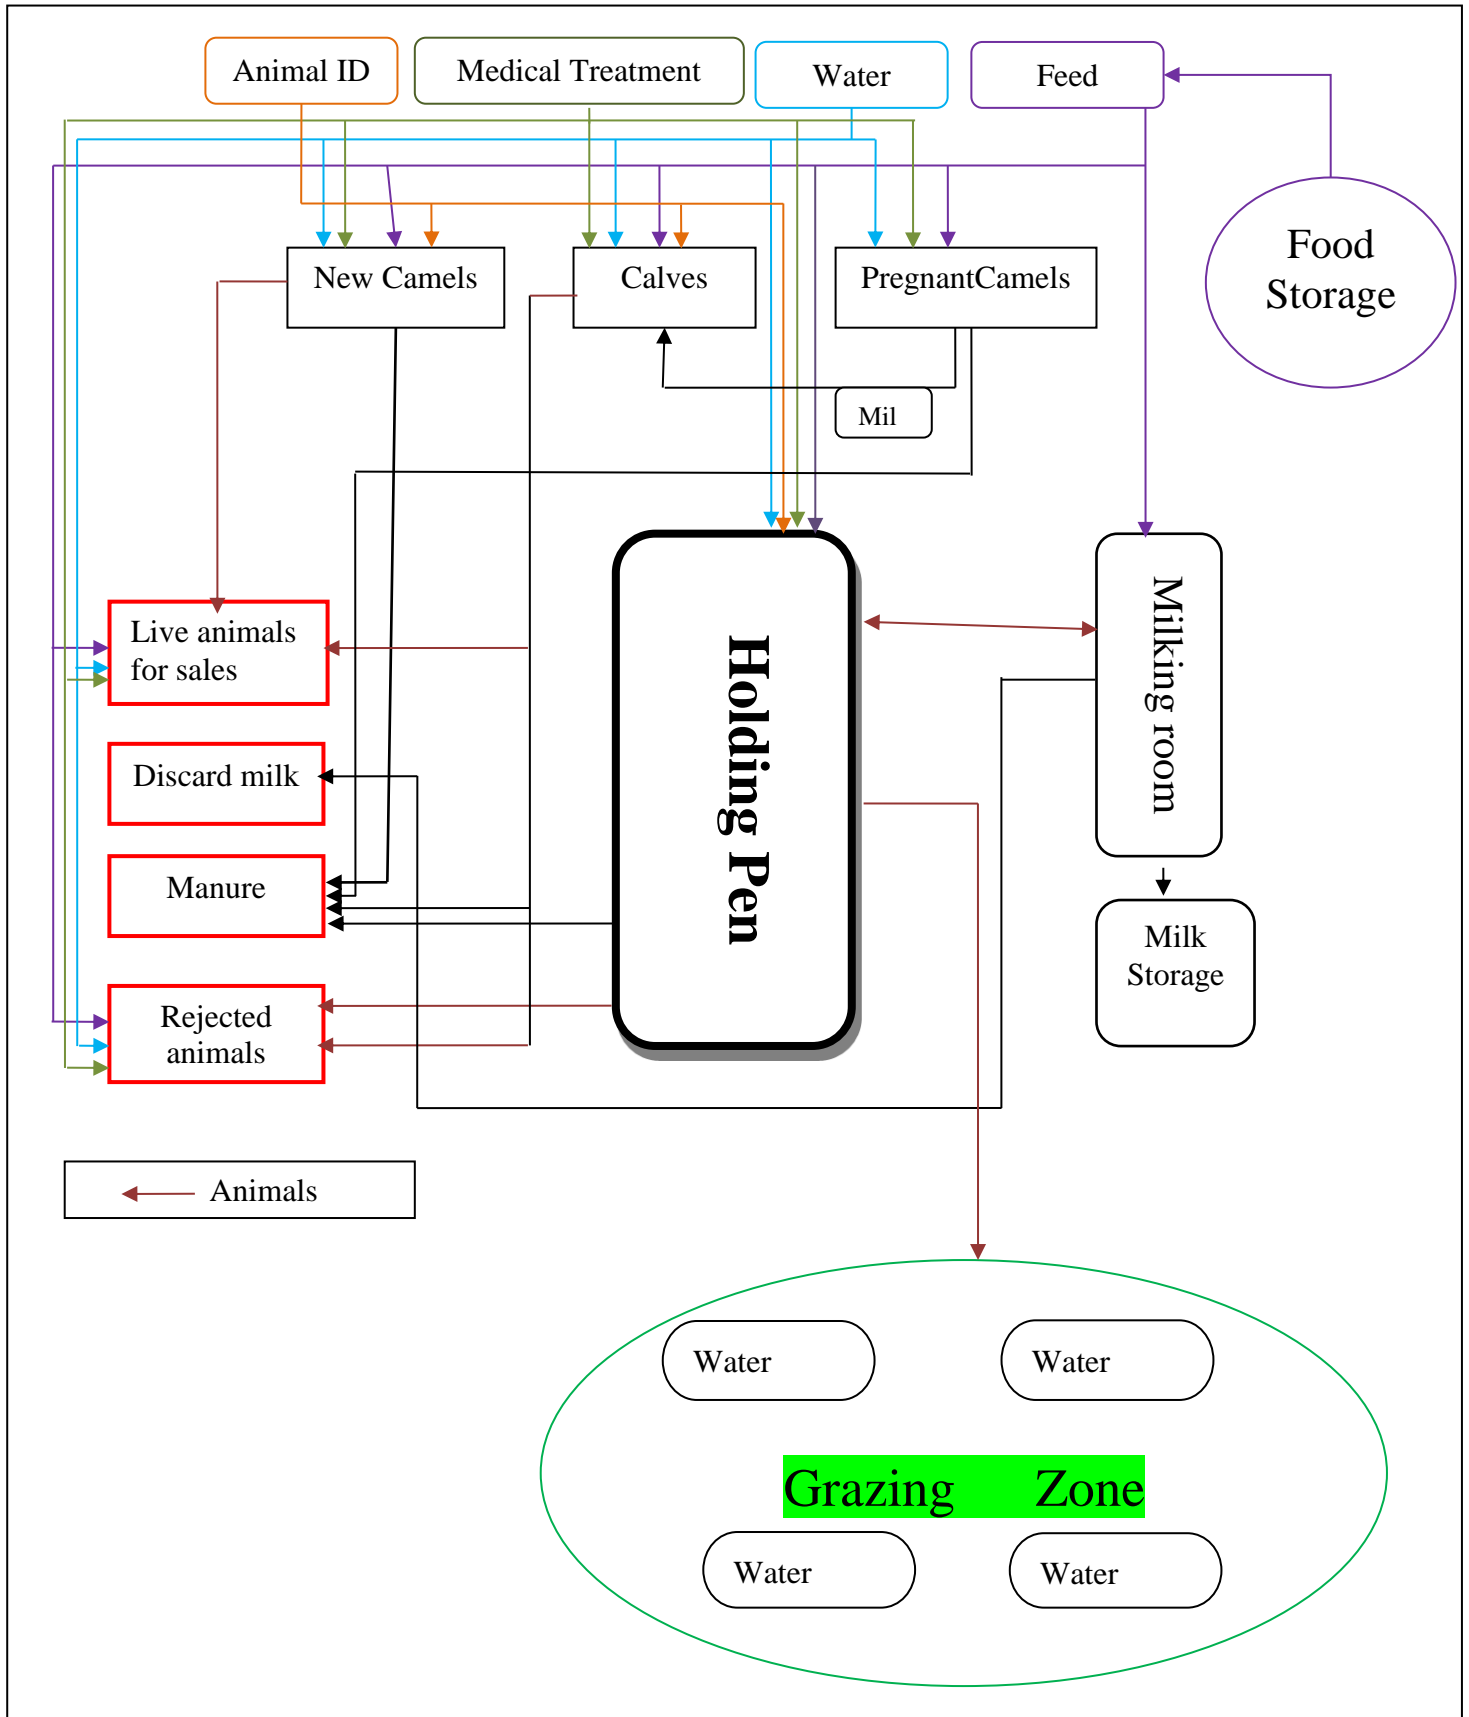 Animal ID
Medical Treatment
Water
Feed
Food
Storage
New Camels
Calves
PregnantCamels
Mil
Holding Pen
Milking room
Live animals
for sales
Discard milk
Manure
Milk
Storage
Rejected
animals
Animals
Water
Water
Grazing Zone
Water
Water